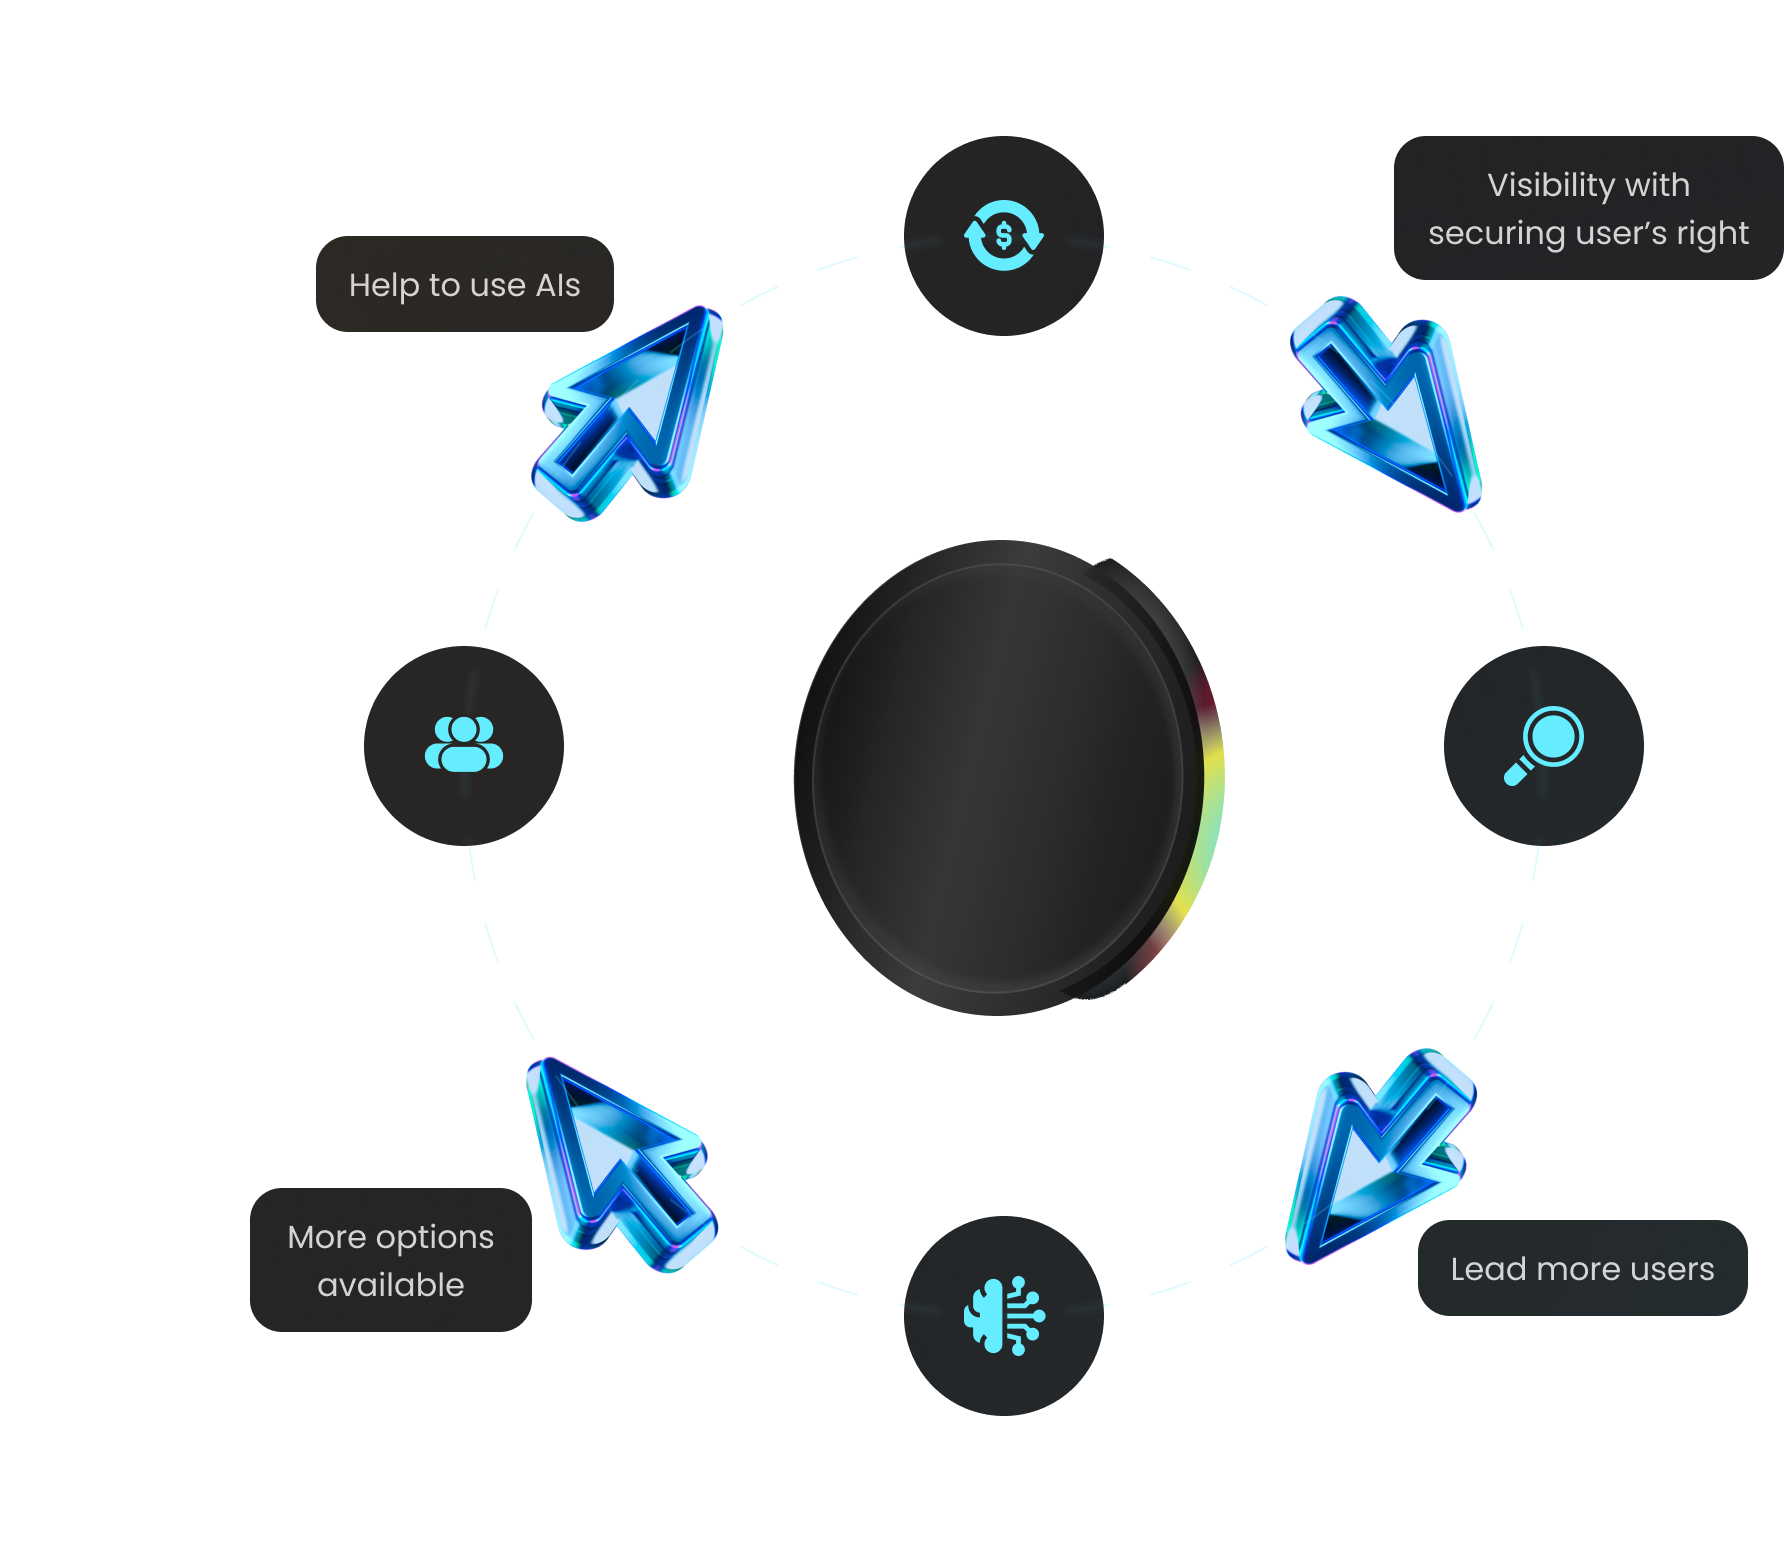 Visibility with
securing user’s right
Help to use AIs
$
More options
available
Lead more users